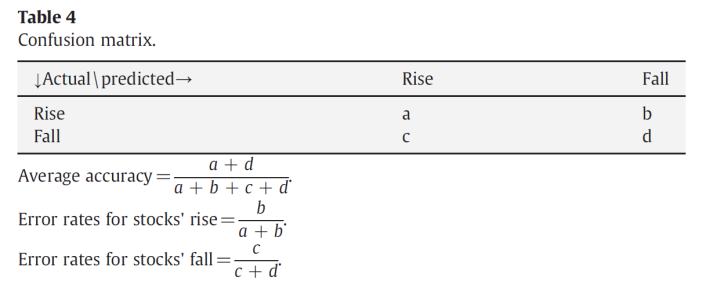 Table 4
Confusion matrix.
↓Actual\predicted→ Rise Fall
Rise a b
Fall c d
Average accuracy = \frac{a + d}{a + b + c + d}.
Error rates for stocks' rise = \frac{b}{a + b}.
Error rates for stocks' fall = \frac{c}{c + d}.